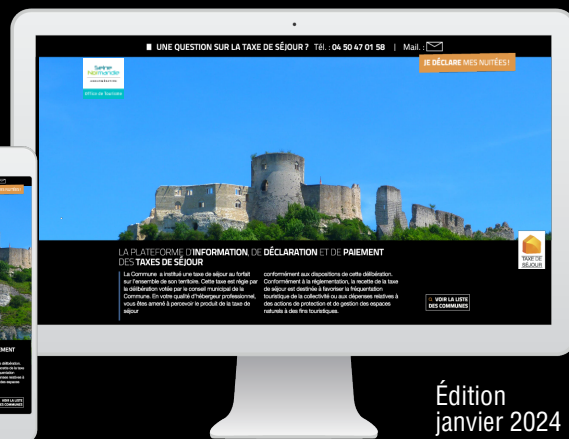 UNE QUESTION SUR LA TAXE DE SÉJOUR ? Tél. : 04 50 47 01 58 | Mail. :
JE DÉCLARE MES NUITÉES !
Seine
Normandie
Office de Tourisme
LA PLATEFORME D'INFORMATION, DE DÉCLARATION ET DE PAIEMENT
DES TAXES DE SÉJOUR
La Commune a institué une taxe de séjour au forfait
sur l'ensemble de son territoire. Cette taxe est régie par
la délibération votée par le conseil municipal de la
Commune. En votre qualité d'hébergeur professionnel,
vous êtes amené à percevoir le produit de la taxe de
séjour
conformément aux dispositions de cette délibération.
Conformément à la réglementation, la recette de la taxe
de séjour est destinée à favoriser la fréquentation
touristique de la collectivité ou aux dépenses relatives à
des actions de protection et de gestion des espaces
naturels à des fins touristiques.
TAXE DE
SÉJOUR
VOIR LA LISTE
DES COMMUNES
VOIR LA LISTE
DES COMMUNES
Édition
janvier 2024